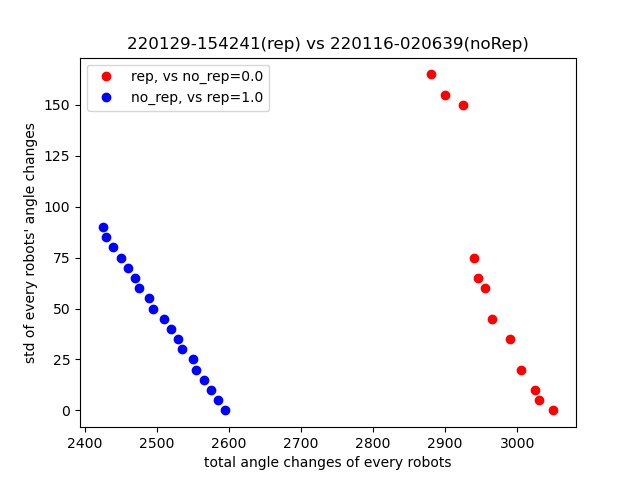 220129-154241(rep) vs 220116-020639(noRep)
rep, vs no_rep=0.0
no_rep, vs rep=1.0
std of every robots' angle changes
150
125
100
75
50
25
0
2400 2500 2600 2700 2800 2900 3000
total angle changes of every robots